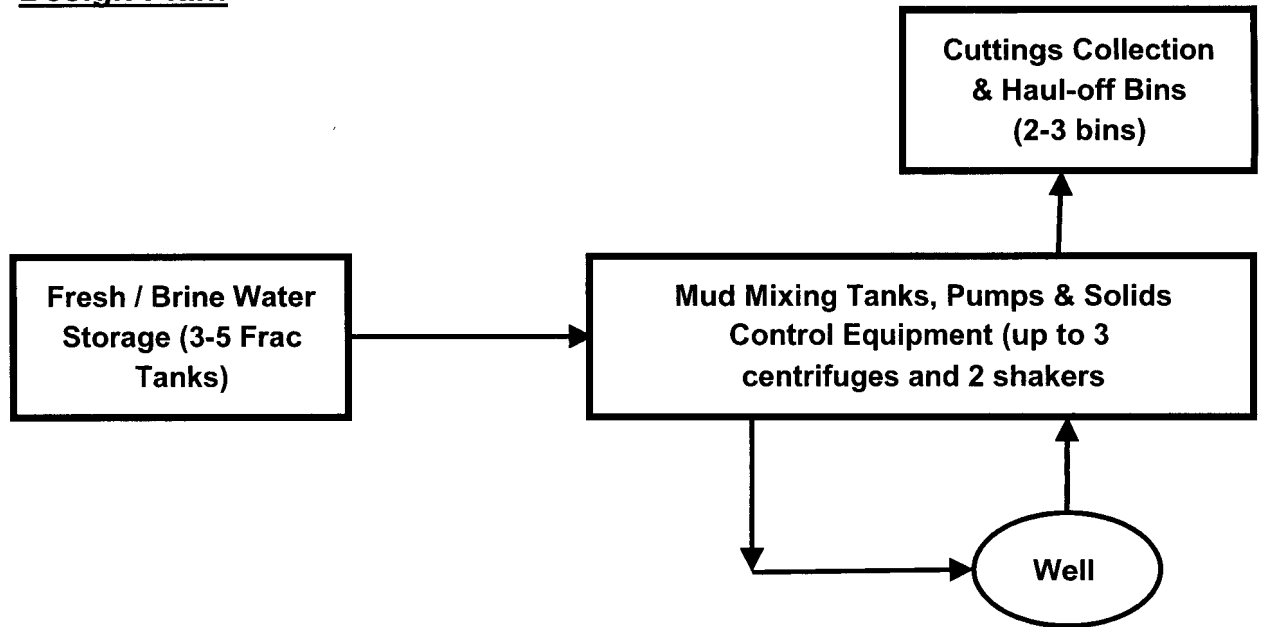 Cuttings Collection
& Haul-off Bins
(2-3 bins)
Fresh / Brine Water
Storage (3-5 Frac
Tanks)
Mud Mixing Tanks, Pumps & Solids
Control Equipment (up to 3
centrifuges and 2 shakers
Well